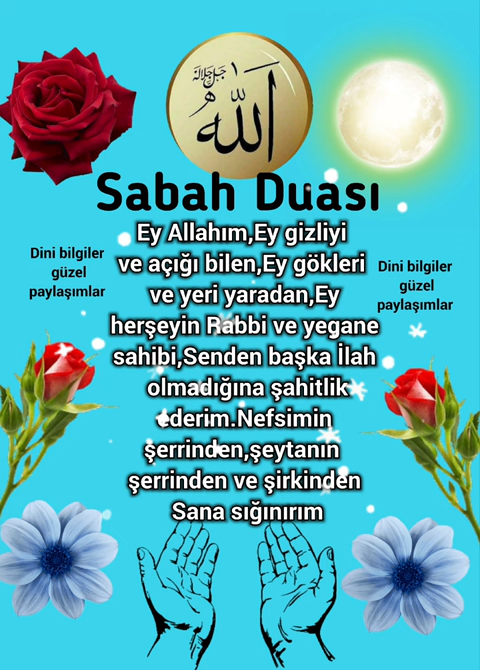 الله جل جلاله
Sabah Duası
Ey Allahım,Ey gizliyi
ve açığı bilen,Ey gökleri
ve yeri yaradan,Ey
herşeyin Rabbi ve yegane
sahibi,Senden başka İlah
olmadığına şahitlik
ederim.Nefsimin
şerrinden,şeytanın
şerrinden ve şirkinden
Sana sığınırım
Dini bilgiler
güzel
paylaşımlar
Dini bilgiler
güzel
paylaşımlar